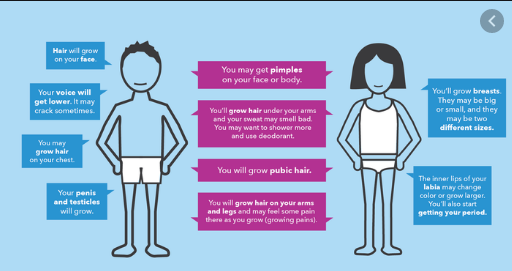 Hair will grow
on your face.
Your voice will
get lower. It may
crack sometimes.
You may
grow hair
on your chest.
Your penis
and testicles
will grow.
You may get pimples
on your face or body.
You'll grow hair under your arms
and your sweat may small bad.
You may want to shower more
and use deodorant.
You will grow pubic hair.
You will grow hair on your arms
and legs and may feel some pain
there as you grow (growing pains).
You'll grow breasts.
They may be big
or small, and they
may be two
different sizes.
The inner lips of your
labia may change
color or grow larger.
You'll also start
getting your period.